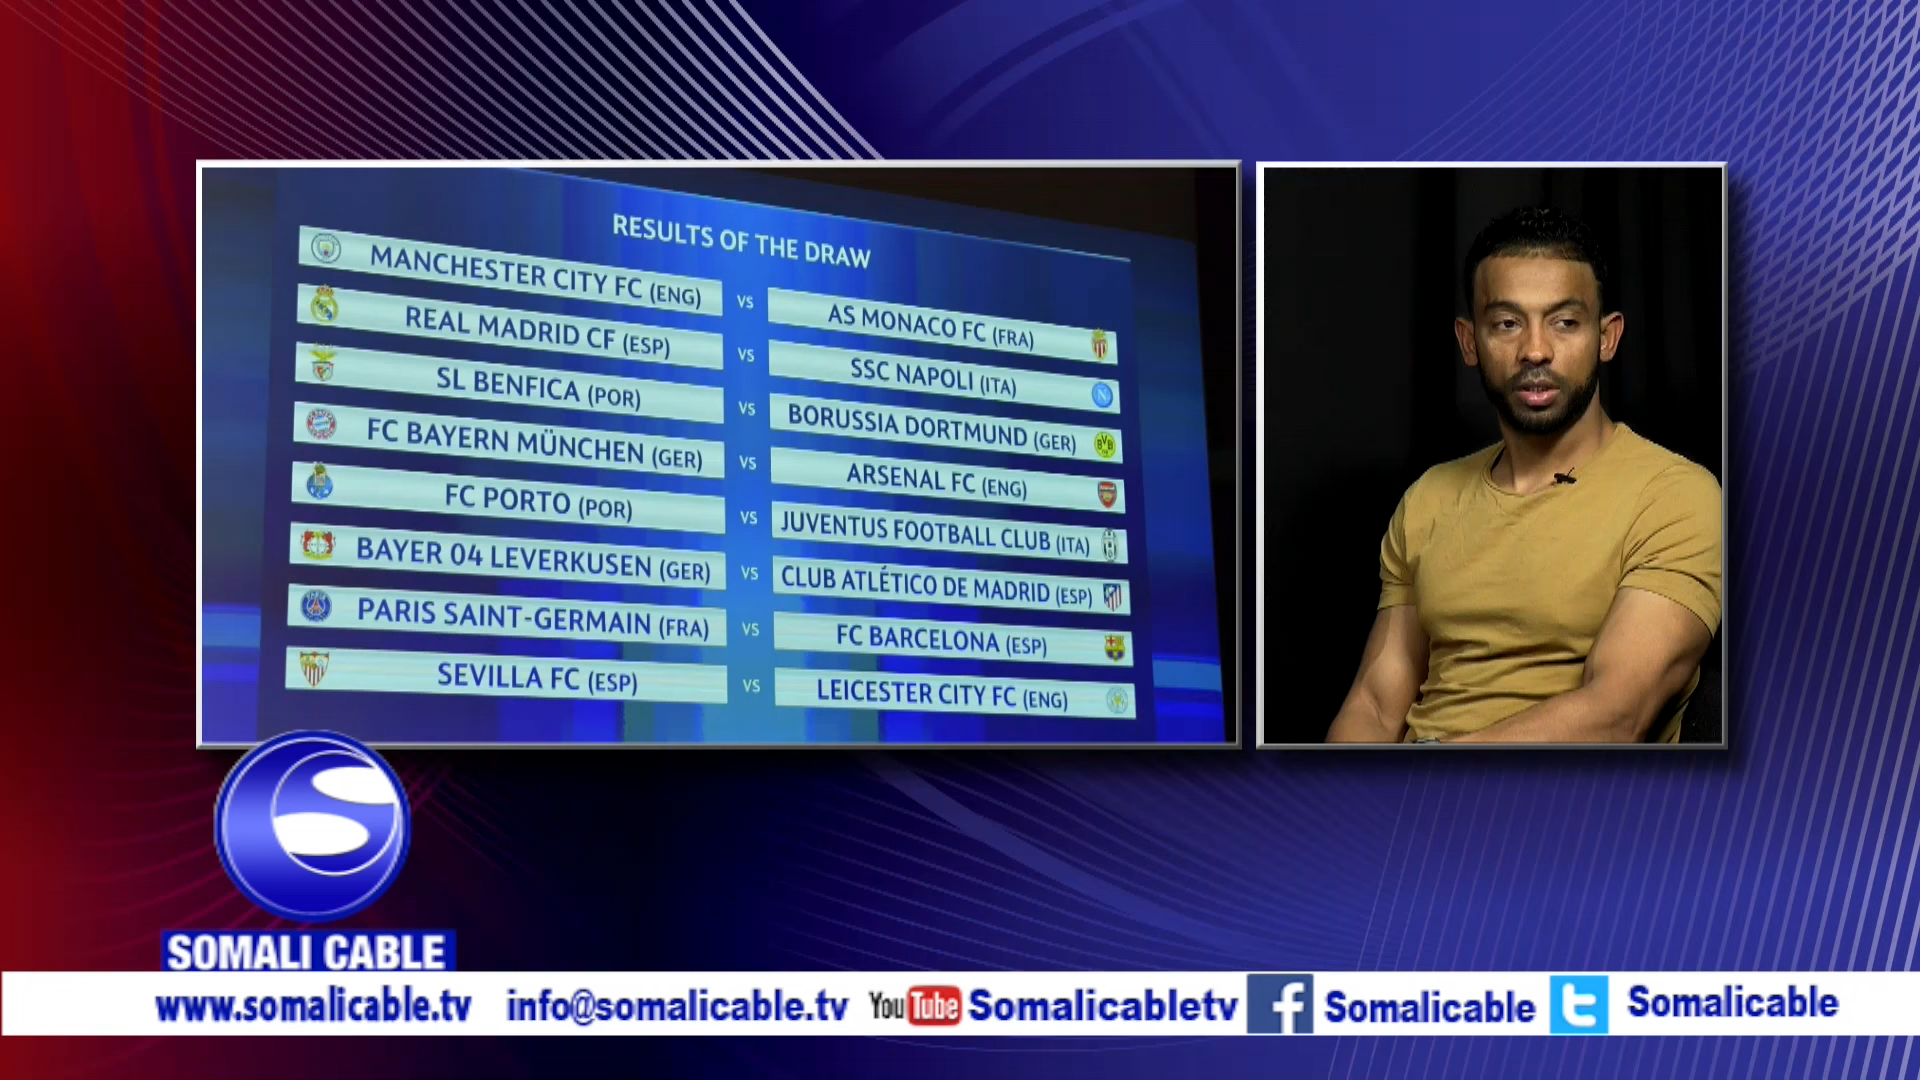 RESULTS OF THE DRAW
MANCHESTER CITY FC (ENG) VS AS MONACO FC (FRA)
REAL MADRID CF (ESP) VS SSC NAPOLI (ITA)
SL BENFICA (POR) VS BORUSSIA DORTMUND (GER)
FC BAYERN MÜNCHEN (GER) VS ARSENAL FC (ENG)
FC PORTO (POR) VS JUVENTUS FOOTBALL CLUB (ITA)
BAYER 04 LEVERKUSEN (GER) VS CLUB ATLÉTICO DE MADRID (ESP)
PARIS SAINT-GERMAIN (FRA) VS FC BARCELONA (ESP)
SEVILLA FC (ESP) VS LEICESTER CITY FC (ENG)
SOMALI CABLE
www.somalicable.tv info@somalicable.tv YouTube Somalicabletv f Somalicable t Somalicable